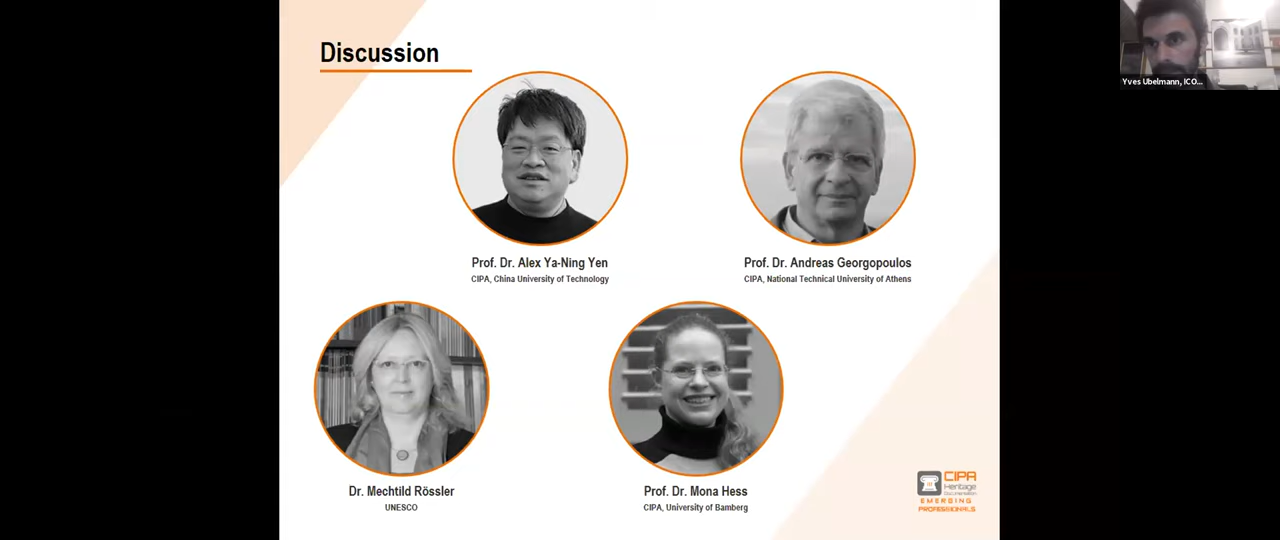 Discussion
Yves Ubelmann, ICO...
Prof. Dr. Alex Ya-Ning Yen
CIPA, China University of Technology
Prof. Dr. Andreas Georgopoulos
CIPA, National Technical University of Athens
Dr. Mechtild Rössler
UNESCO
Prof. Dr. Mona Hess
CIPA, University of Bamberg
CIPA
Heritage
Documentation
EMERGING
PROFESSIONALS